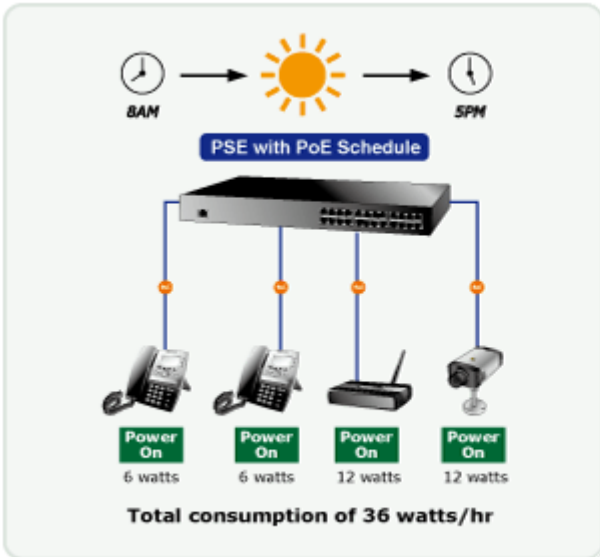 8AM
5PM
PSE with PoE Schedule
Power
On
6 watts
Power
On
6 watts
Power
On
12 watts
Power
On
12 watts
Total consumption of 36 watts/hr